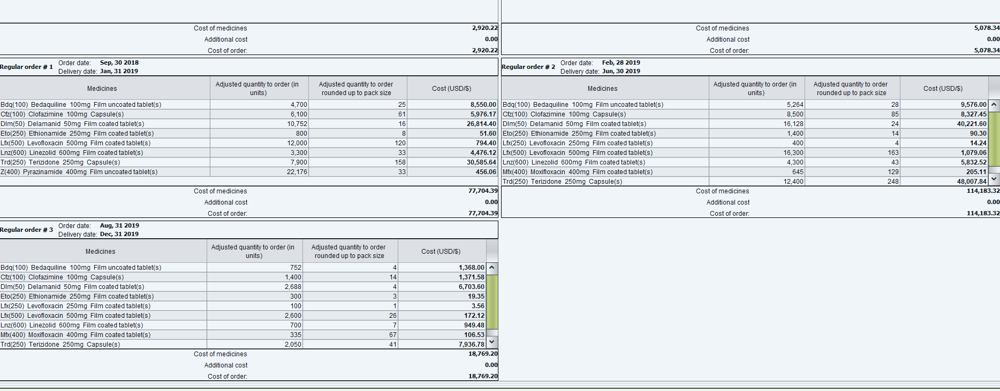 Cost of medicines 2,920.22
Additional cost 0.00
Cost of order: 2,920.22
Cost of medicines 5,078.34
Additional cost 0.00
Cost of order: 5,078.34
Regular order # 1 Order date: Sep, 30 2018
Delivery date: Jan, 31 2019
Medicines Adjusted quantity to order (in units) Adjusted quantity to order rounded up to pack size Cost (USD/$)
Bdq(100) Bedaquiline 100mg Film uncoated tablet(s) 4,700 25 8,550.00
Cfz(100) Clofazimine 100mg Capsule(s) 6,100 61 5,976.17
Dlm(50) Delamanid 50mg Film coated tablet(s) 10,752 16 26,814.40
Eto(250) Ethionamide 250mg Film coated tablet(s) 800 8 51.60
Lfx(500) Levofloxacin 500mg Film coated tablet(s) 12,000 120 794.40
Lnz(600) Linezolid 600mg Film coated tablet(s) 3,300 33 4,476.12
Trd(250) Terizidone 250mg Capsule(s) 7,900 158 30,585.64
Z(400) Pyrazinamide 400mg Film uncoated tablet(s) 22,176 33 456.06
Cost of medicines 77,704.39
Additional cost 0.00
Cost of order: 77,704.39
Regular order # 2 Order date: Feb, 28 2019
Delivery date: Jun, 30 2019
Medicines Adjusted quantity to order (in units) Adjusted quantity to order rounded up to pack size Cost (USD/$)
Bdq(100) Bedaquiline 100mg Film uncoated tablet(s) 5,264 28 9,576.00
Cfz(100) Clofazimine 100mg Capsule(s) 8,500 85 8,327.45
Dlm(50) Delamanid 50mg Film coated tablet(s) 16,128 24 40,221.60
Eto(250) Ethionamide 250mg Film coated tablet(s) 1,400 14 90.30
Lfx(250) Levofloxacin 250mg Film coated tablet(s) 400 4 14.24
Lfx(500) Levofloxacin 500mg Film coated tablet(s) 16,300 163 1,079.06
Lnz(600) Linezolid 600mg Film coated tablet(s) 4,300 43 5,832.52
Mfx(400) Moxifloxacin 400mg Film coated tablet(s) 645 129 205.11
Trd(250) Terizidone 250mg Capsule(s) 12,400 248 48,007.84
Cost of medicines 114,183.32
Additional cost 0.00
Cost of order: 114,183.32
Regular order # 3 Order date: Aug, 31 2019
Delivery date: Dec, 31 2019
Medicines Adjusted quantity to order (in units) Adjusted quantity to order rounded up to pack size Cost (USD/$)
Bdq(100) Bedaquiline 100mg Film uncoated tablet(s) 752 4 1,368.00
Cfz(100) Clofazimine 100mg Capsule(s) 1,400 14 1,371.58
Dlm(50) Delamanid 50mg Film coated tablet(s) 2,688 4 6,703.60
Eto(250) Ethionamide 250mg Film coated tablet(s) 300 3 19.35
Lfx(250) Levofloxacin 250mg Film coated tablet(s) 100 1 3.56
Lfx(500) Levofloxacin 500mg Film coated tablet(s) 2,600 26 172.12
Lnz(600) Linezolid 600mg Film coated tablet(s) 700 7 949.48
Mfx(400) Moxifloxacin 400mg Film coated tablet(s) 335 67 106.53
Trd(250) Terizidone 250mg Capsule(s) 2,050 41 7,936.78
Cost of medicines 18,769.20
Additional cost 0.00
Cost of order: 18,769.20